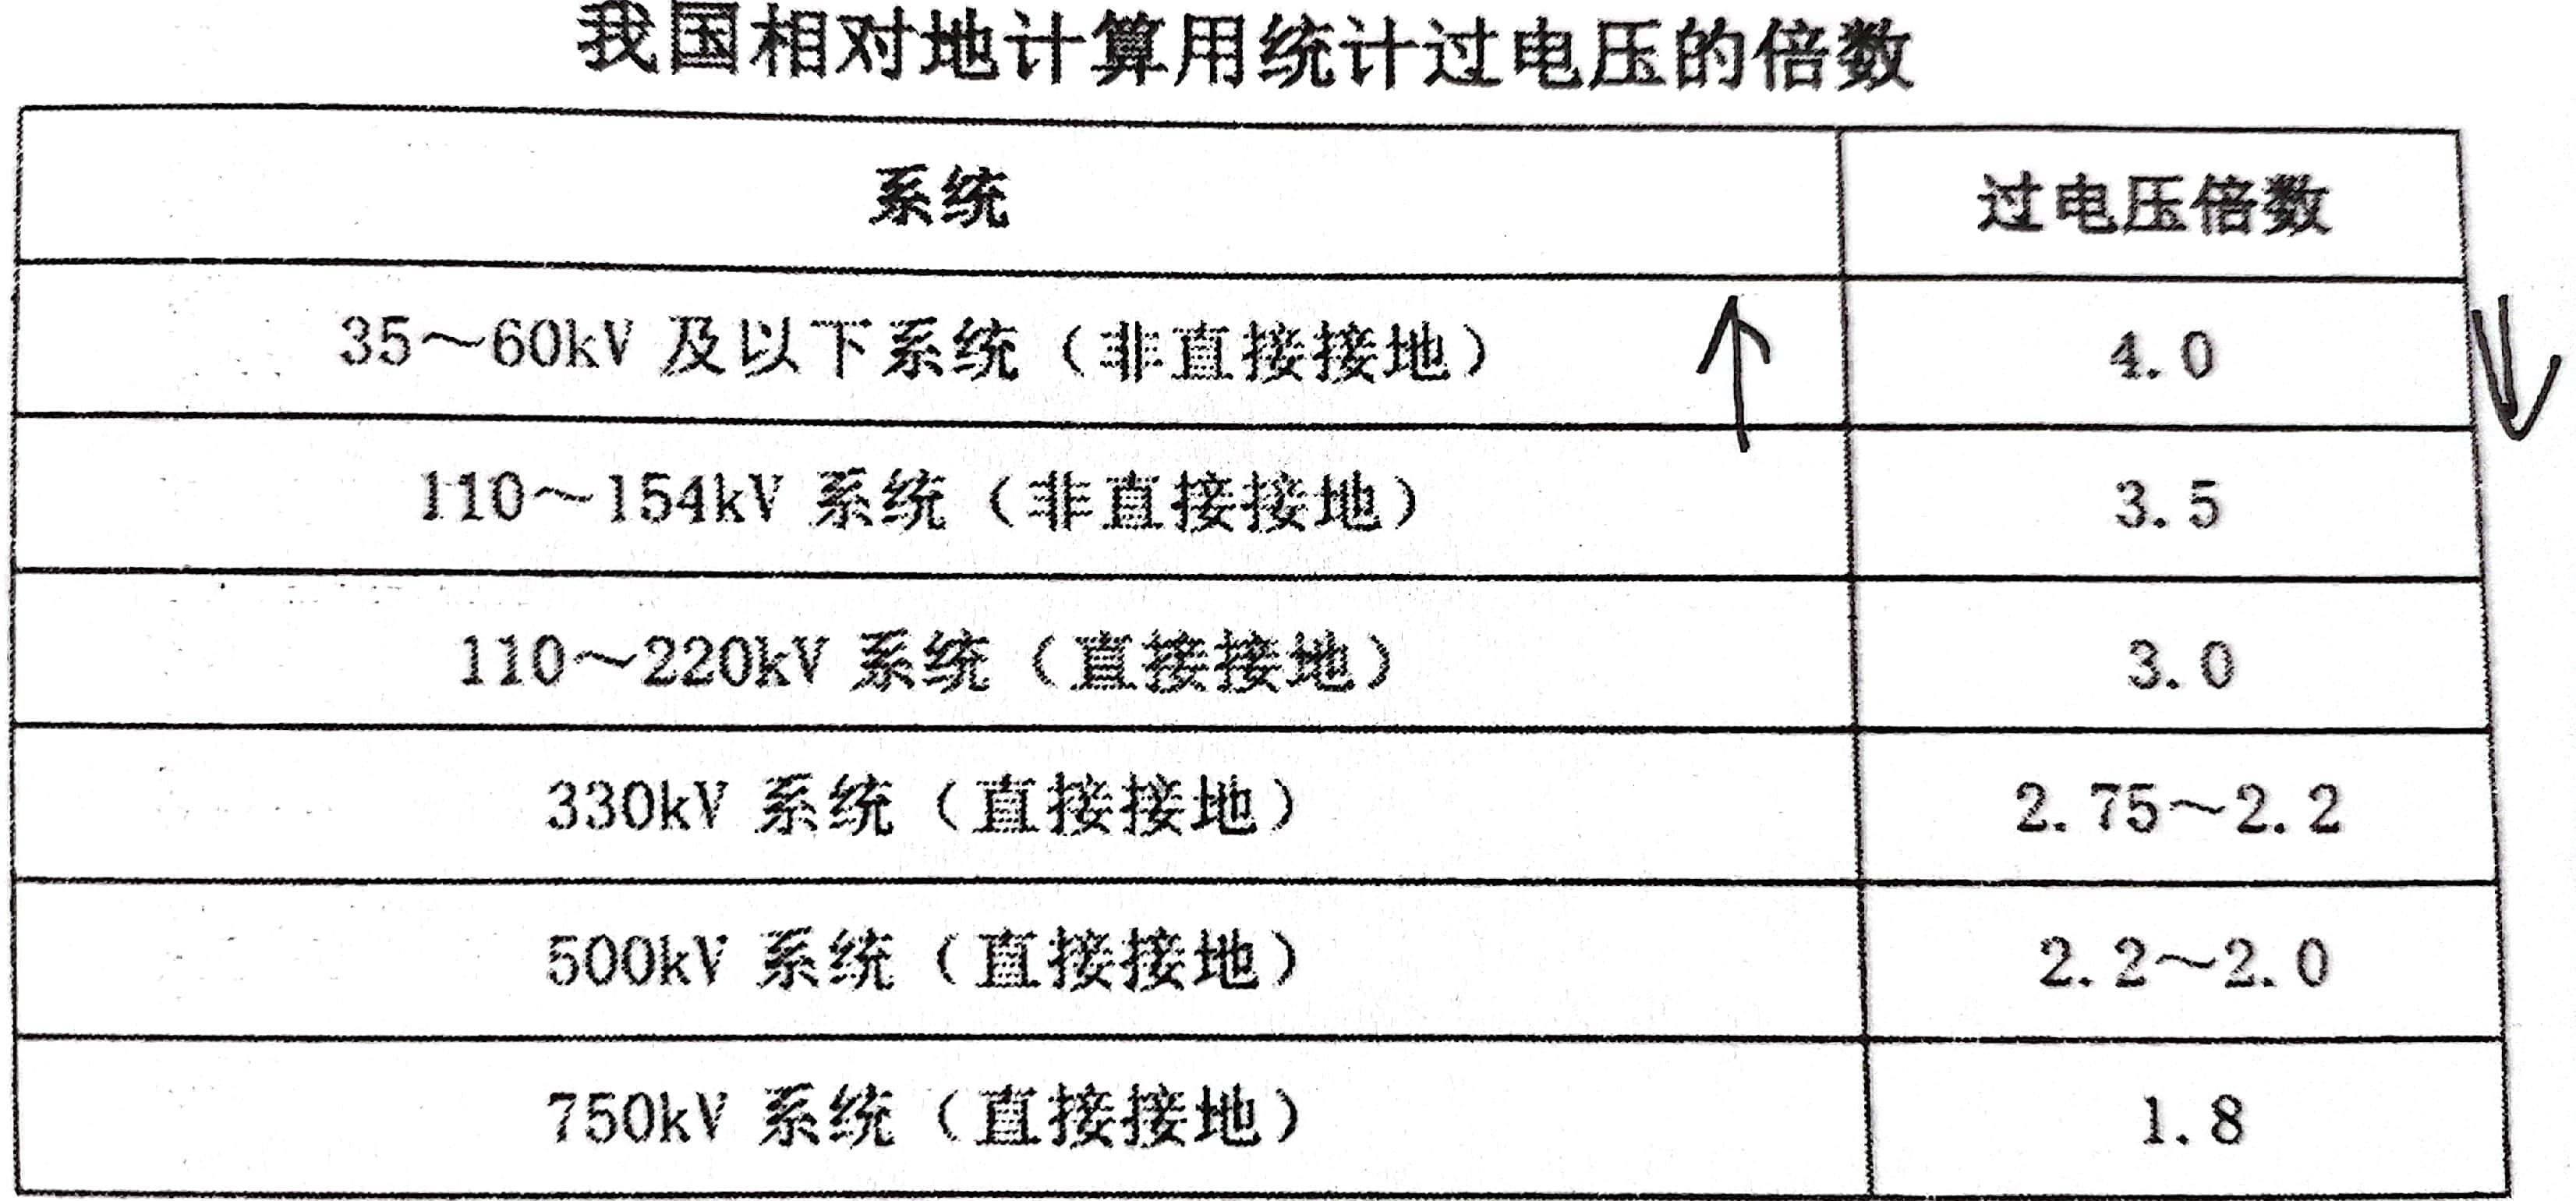 我国相对地计算用统计过电压的倍数
系统 过电压倍数
35～60kV 及以下系统（非直接接地） 4.0
110～154kV 系统（非直接接地） 3.5
110～220kV 系统（直接接地） 3.0
330kV 系统（直接接地） 2.75～2.2
500kV 系统（直接接地） 2.2～2.0
750kV 系统（直接接地） 1.8